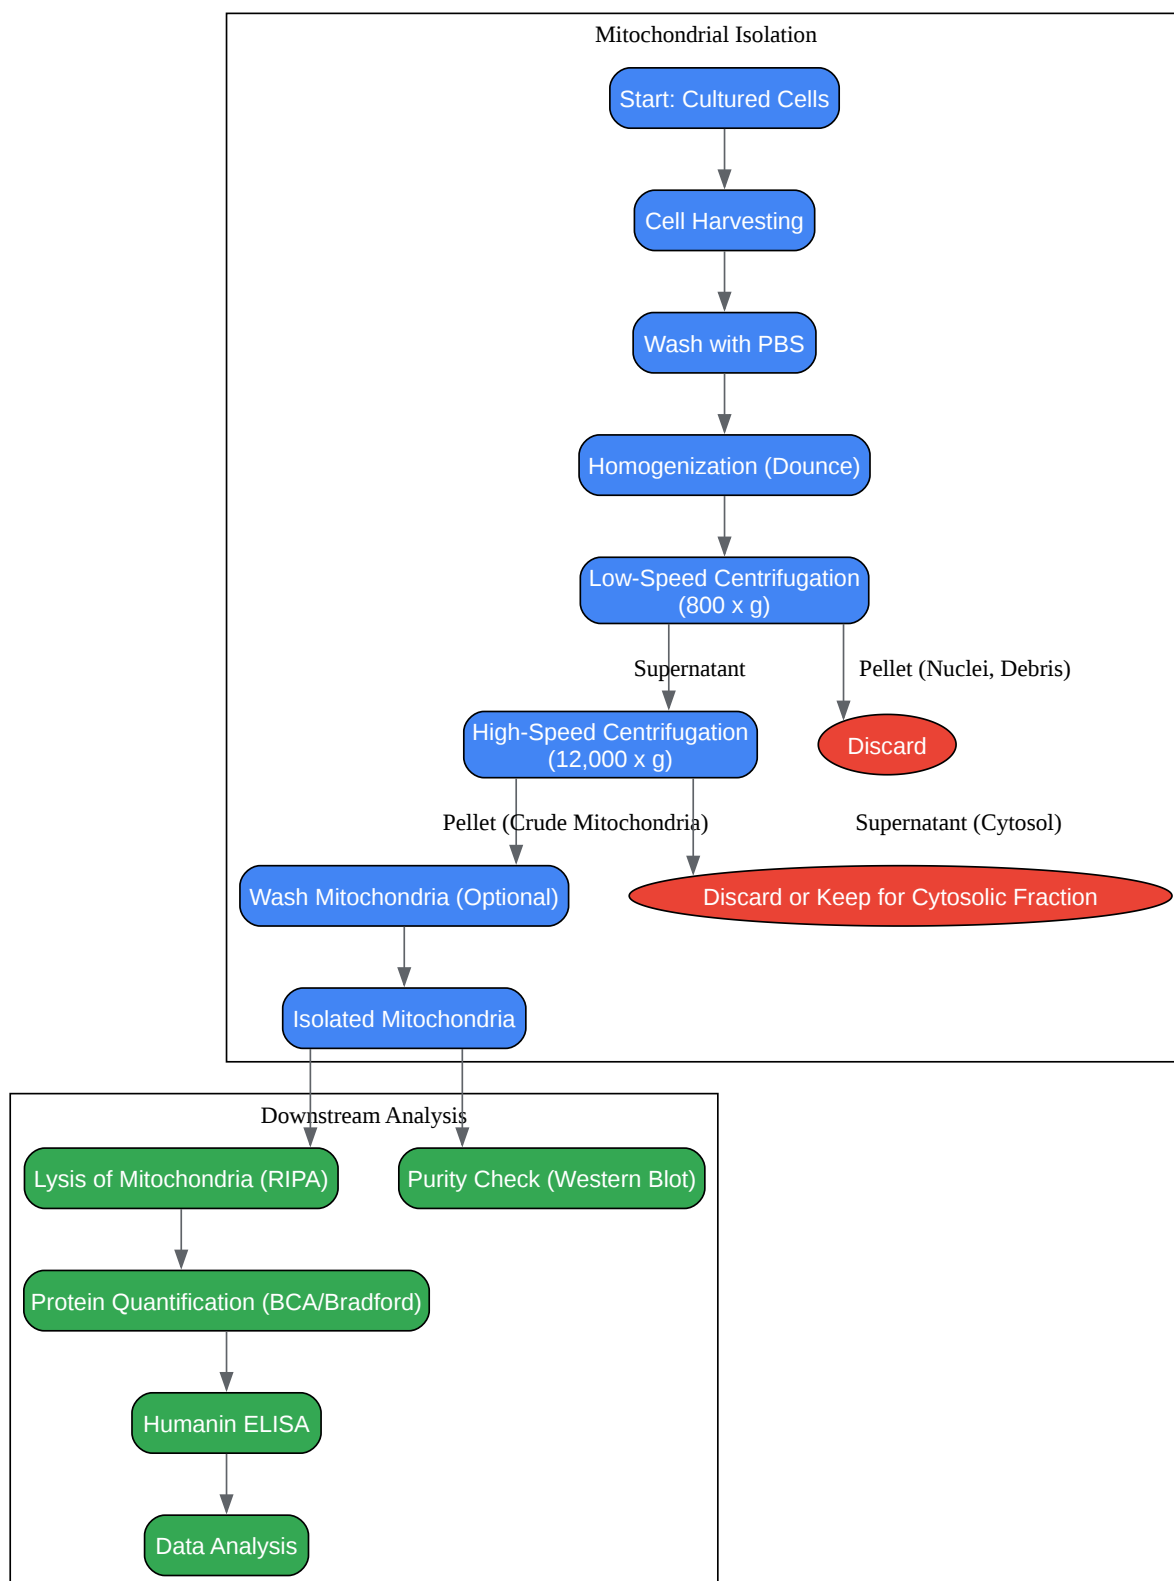 Mitochondrial Isolation
Start: Cultured Cells
Cell Harvesting
Wash with PBS
Homogenization (Dounce)
Low-Speed Centrifugation
(800 x g)
Supernatant
Pellet (Nuclei, Debris)
High-Speed Centrifugation
(12,000 x g)
Discard
Pellet (Crude Mitochondria)
Supernatant (Cytosol)
Wash Mitochondria (Optional)
Discard or Keep for Cytosolic Fraction
Isolated Mitochondria
Downstream Analysis
Lysis of Mitochondria (RIPA)
Purity Check (Western Blot)
Protein Quantification (BCA/Bradford)
Humanin ELISA
Data Analysis